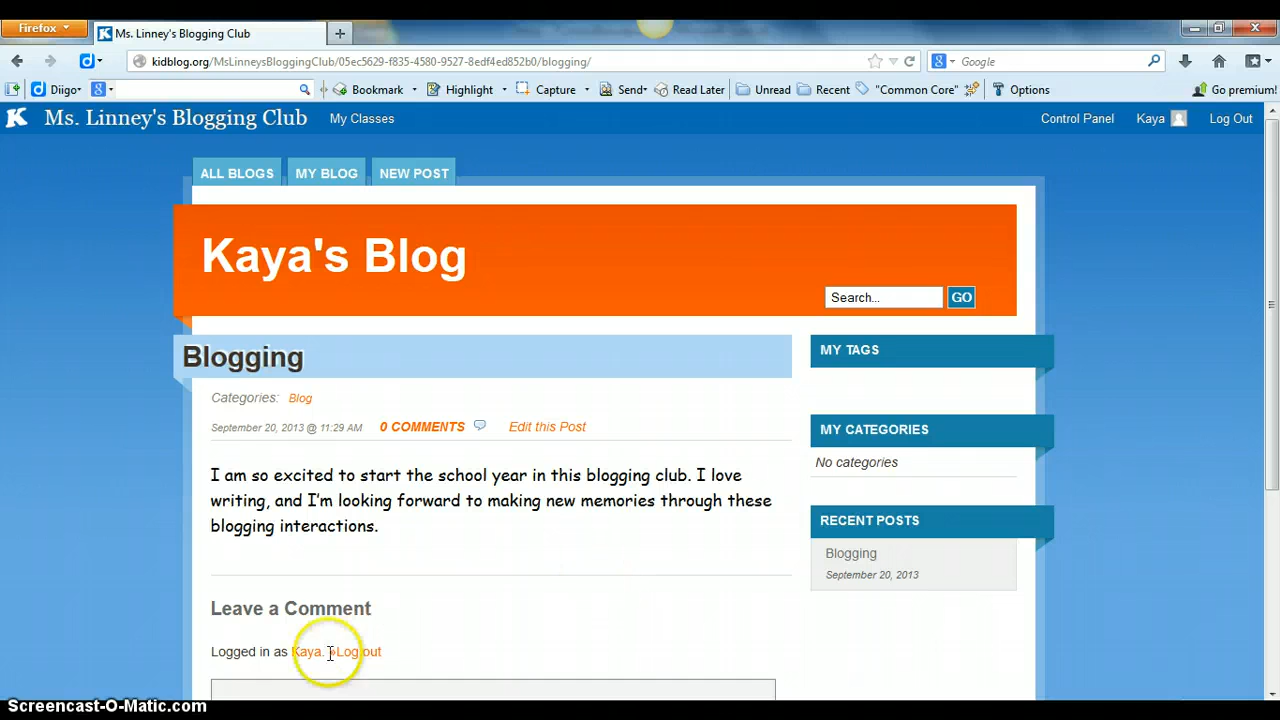 Firefox
Ms. Linney's Blogging Club
kidblog.org/MsLinneysBloggingClub/05ec5629-f835-4580-9527-8edf4ed852b0/blogging/
Google
Diigo
Bookmark Highlight Capture Send Read Later Unread Recent "Common Core" Options Go premium!
Ms. Linney's Blogging Club My Classes Control Panel Kaya Log Out
ALL BLOGS MY BLOG NEW POST
Kaya's Blog
Search... GO
Blogging
Categories: Blog
September 20, 2013 @ 11:29 AM 0 COMMENTS Edit this Post
I am so excited to start the school year in this blogging club. I love
writing, and I'm looking forward to making new memories through these
blogging interactions.
Leave a Comment
Logged in as Kaya. »Log out
MY TAGS
MY CATEGORIES
No categories
RECENT POSTS
Blogging
September 20, 2013
Screencast-O-Matic.com